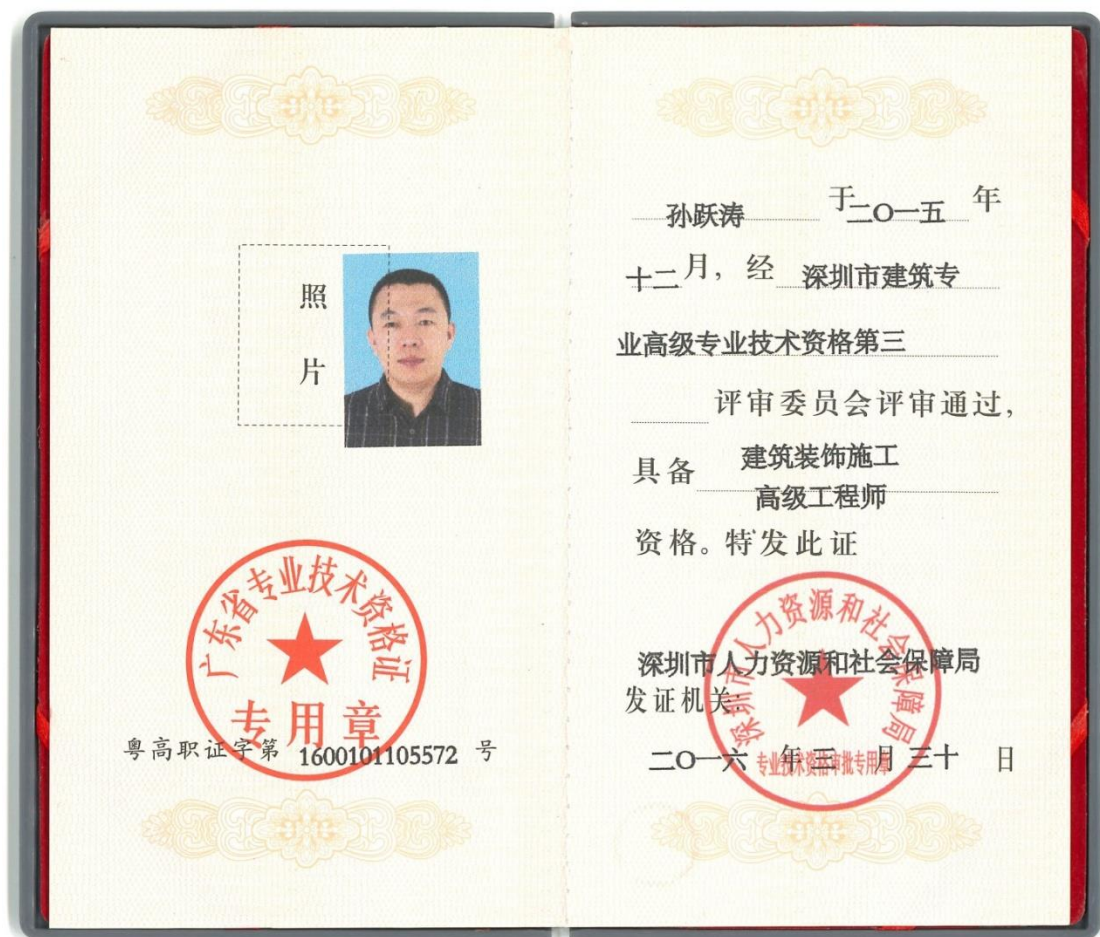 照
片
广东省专业技术资格证
专用章
粤高职证字第 1600101105572 号
孙跃涛 于二〇一五 年
十二月，经 深圳市建筑专
业高级专业技术资格第三
评审委员会评审通过，
具备 建筑装饰施工
高级工程师
资格。特发此证
深圳市人力资源和社会保障局
发证机关：
二〇一六 年三 月三十 日
深圳市人力资源和社会保障局
专业技术资格审批专用章